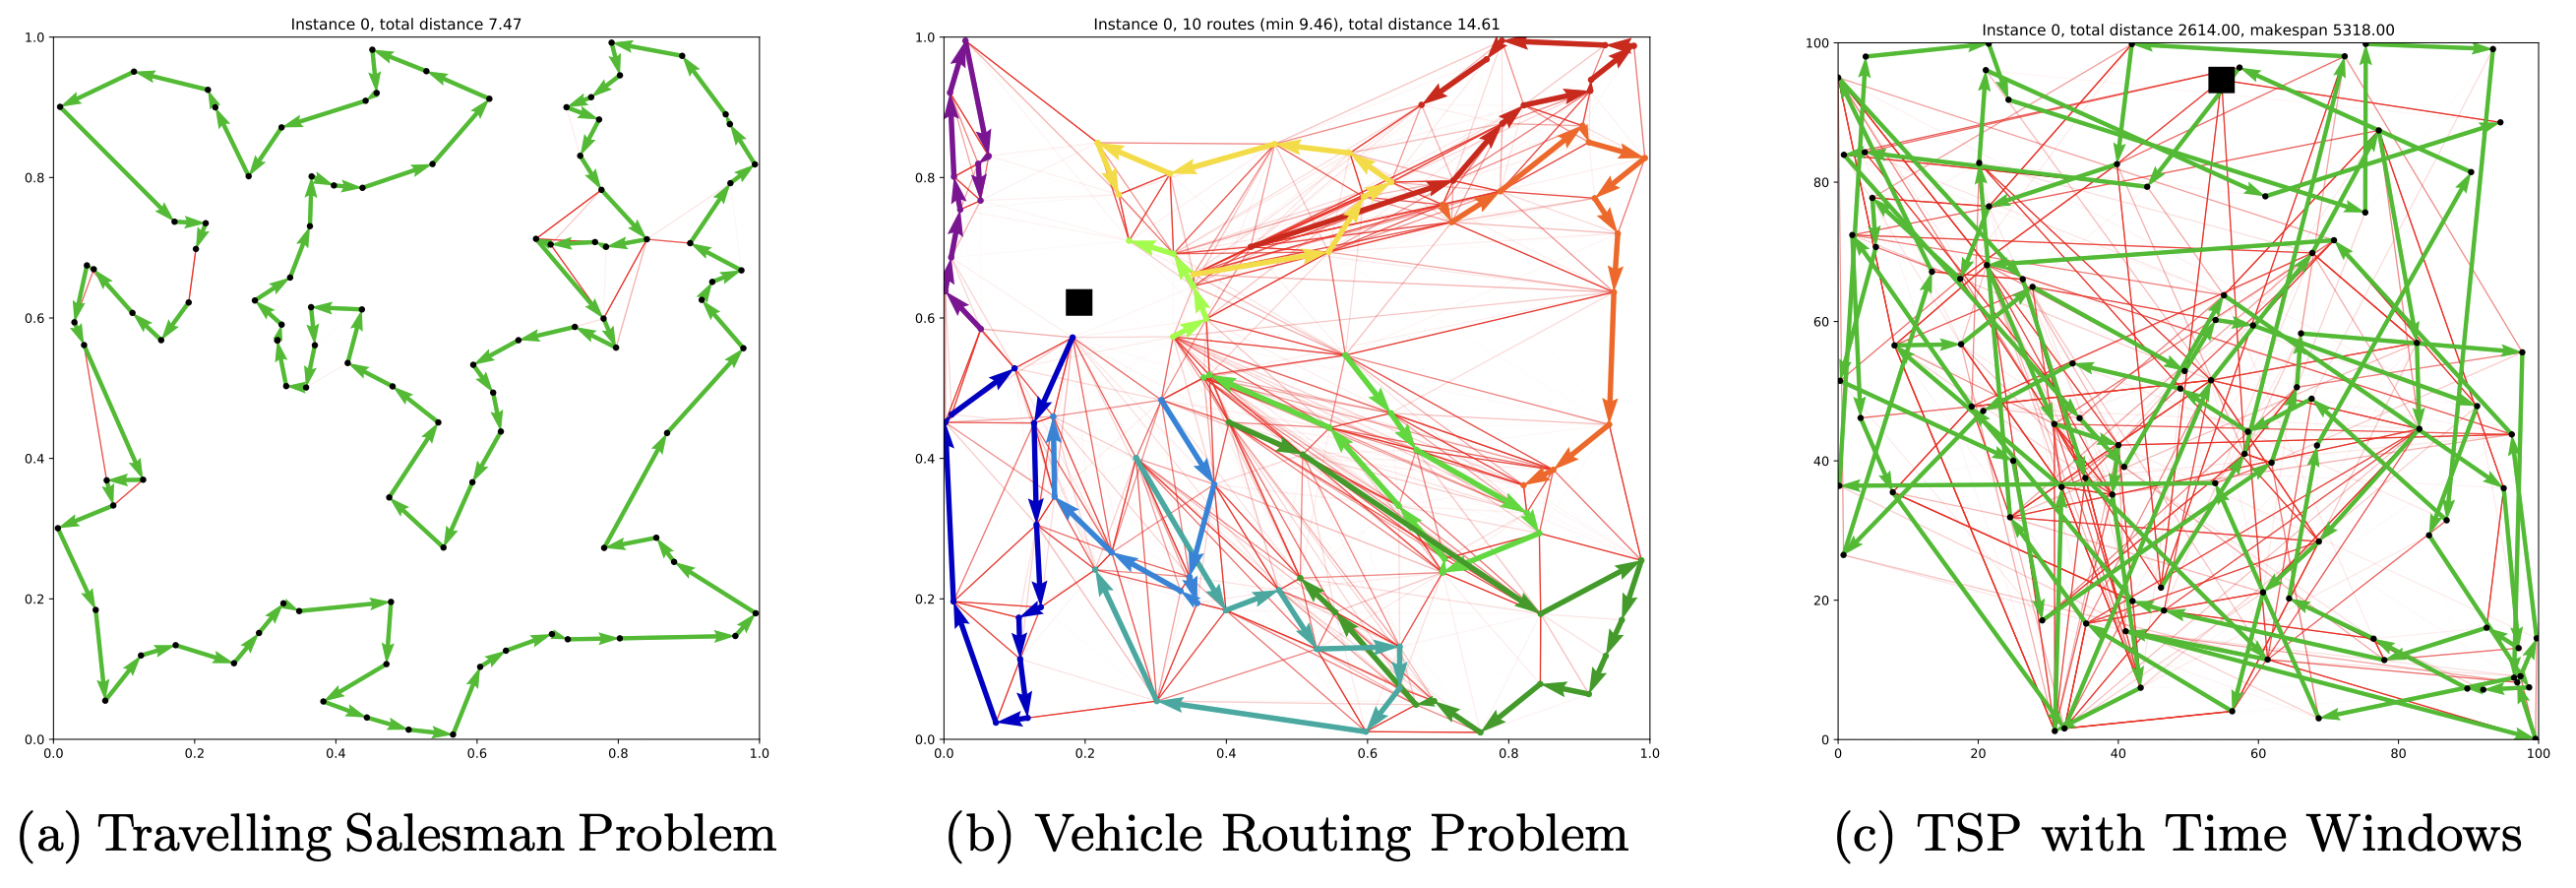 Instance 0, total distance 7.47
1.0
0.8
0.6
0.4
0.2
0.0
0.0 0.2 0.4 0.6 0.8 1.0
(a) Travelling Salesman Problem
Instance 0, 10 routes (min 9.46), total distance 14.61
1.0
0.8
0.6
0.4
0.2
0.0
0.0 0.2 0.4 0.6 0.8 1.0
(b) Vehicle Routing Problem
Instance 0, total distance 2614.00, makespan 5318.00
100
80
60
40
20
0
0 20 40 60 80 100
(c) TSP with Time Windows